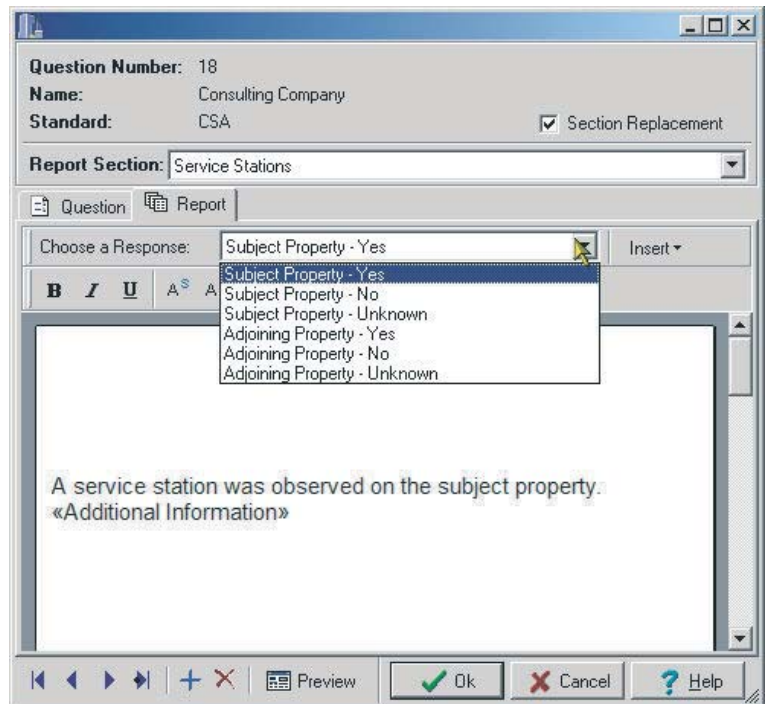 Question Number: 18
Name: Consulting Company
Standard: CSA
Section Replacement
Report Section: Service Stations
Question Report
Choose a Response: Subject Property - Yes Insert
B I U A^S A
Subject Property - Yes
Subject Property - No
Subject Property - Unknown
Adjoining Property - Yes
Adjoining Property - No
Adjoining Property - Unknown
A service station was observed on the subject property.
«Additional Information»
Preview Ok Cancel Help